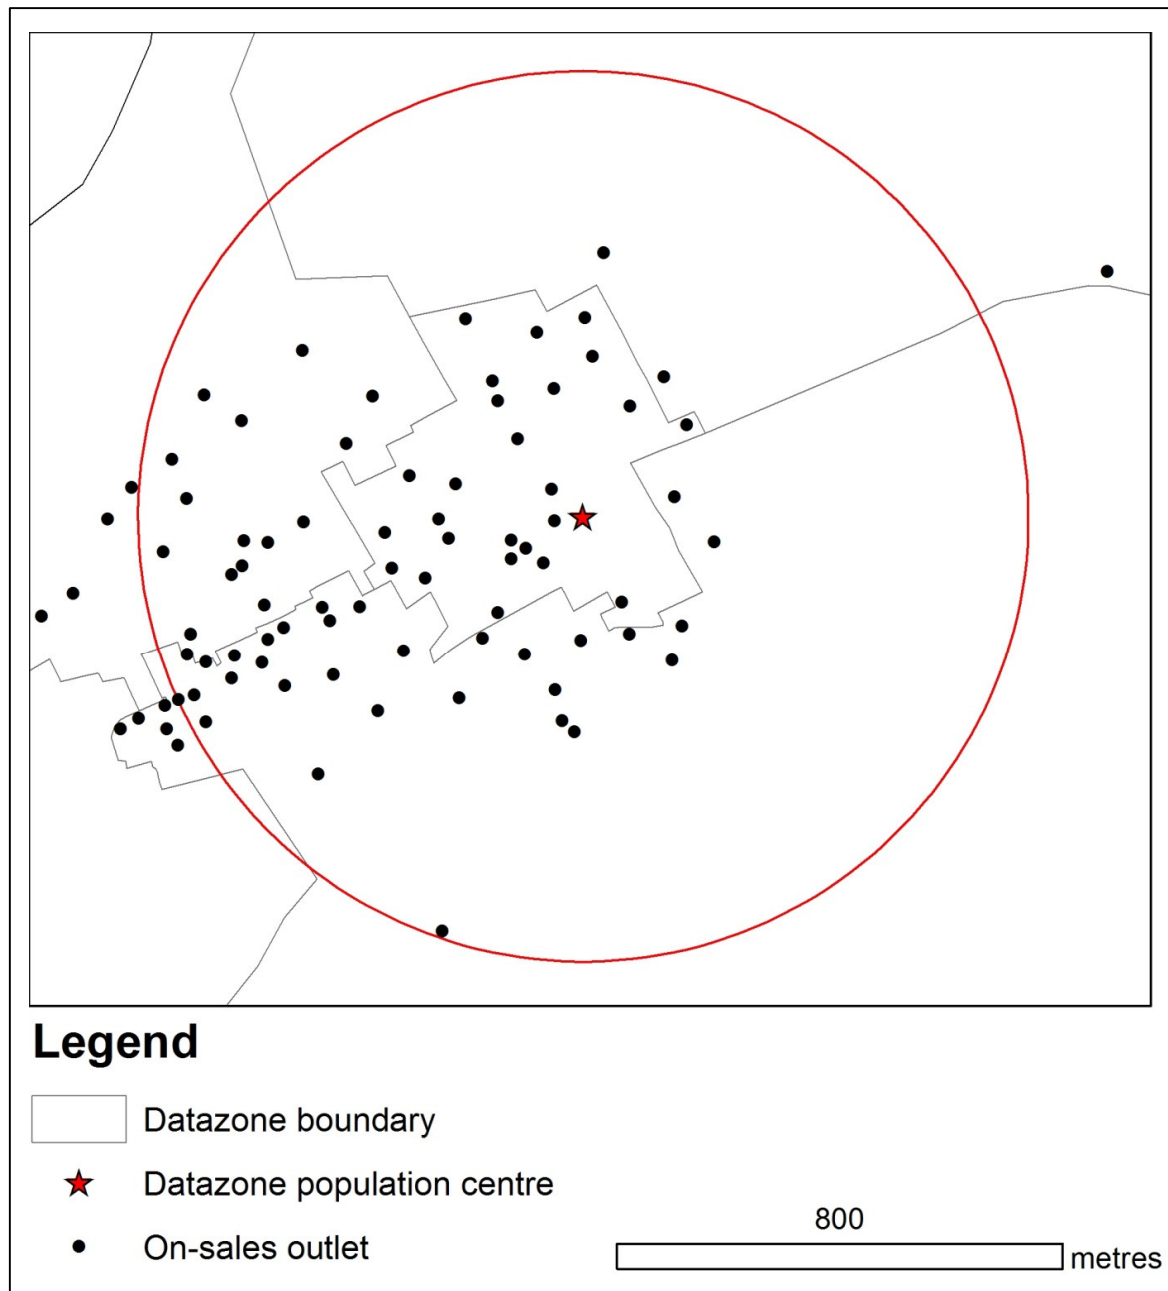 Legend
Datazone boundary
Datazone population centre
On-sales outlet
800
metres